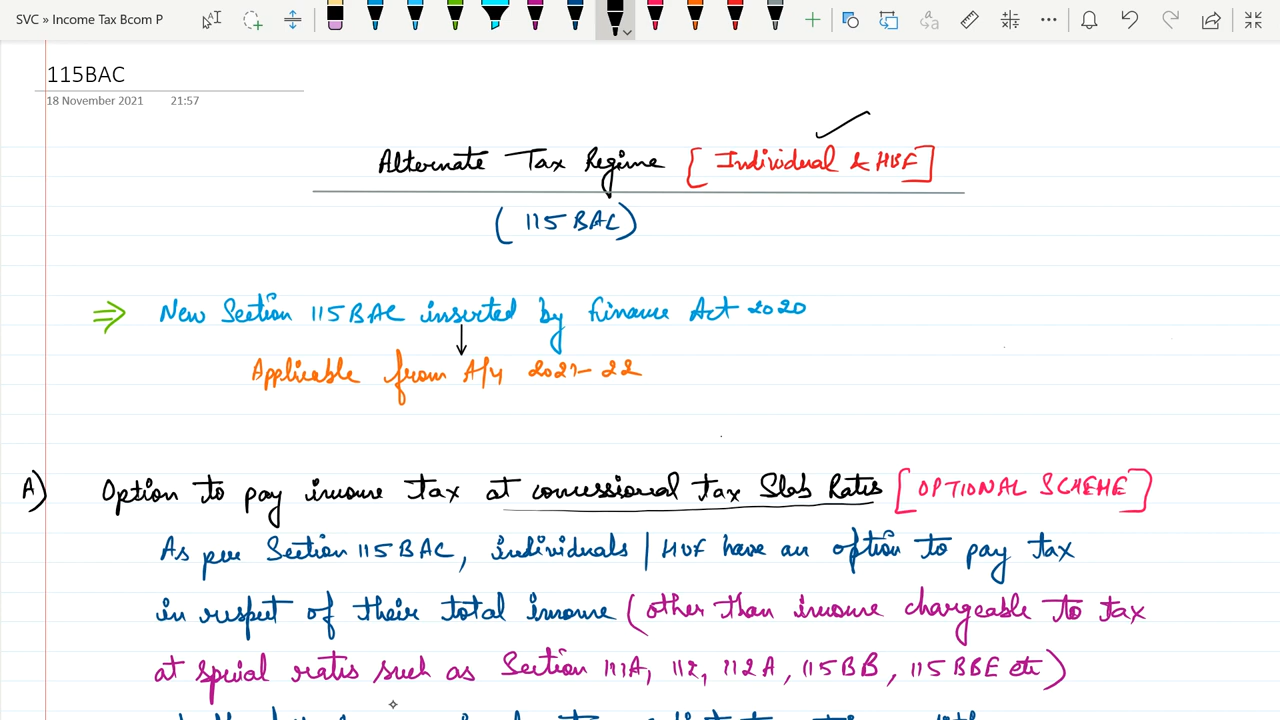 SVC » Income Tax Bcom P
115BAC
18 November 2021 21:57
Alternate Tax Regime [Individual & HUF]
(115BAC)
⇒ New Section 115BAC inserted by Finance Act 2020
Applicable from A/Y 2021-22
A) Option to pay income tax at concessional tax Slab Rates [OPTIONAL SCHEME]
As per Section 115BAC, individuals | HUF have an option to pay tax
in respect of their total income (other than income chargeable to tax
at special rates such as Section 111A, 112, 112A, 115BB, 115BBE etc)